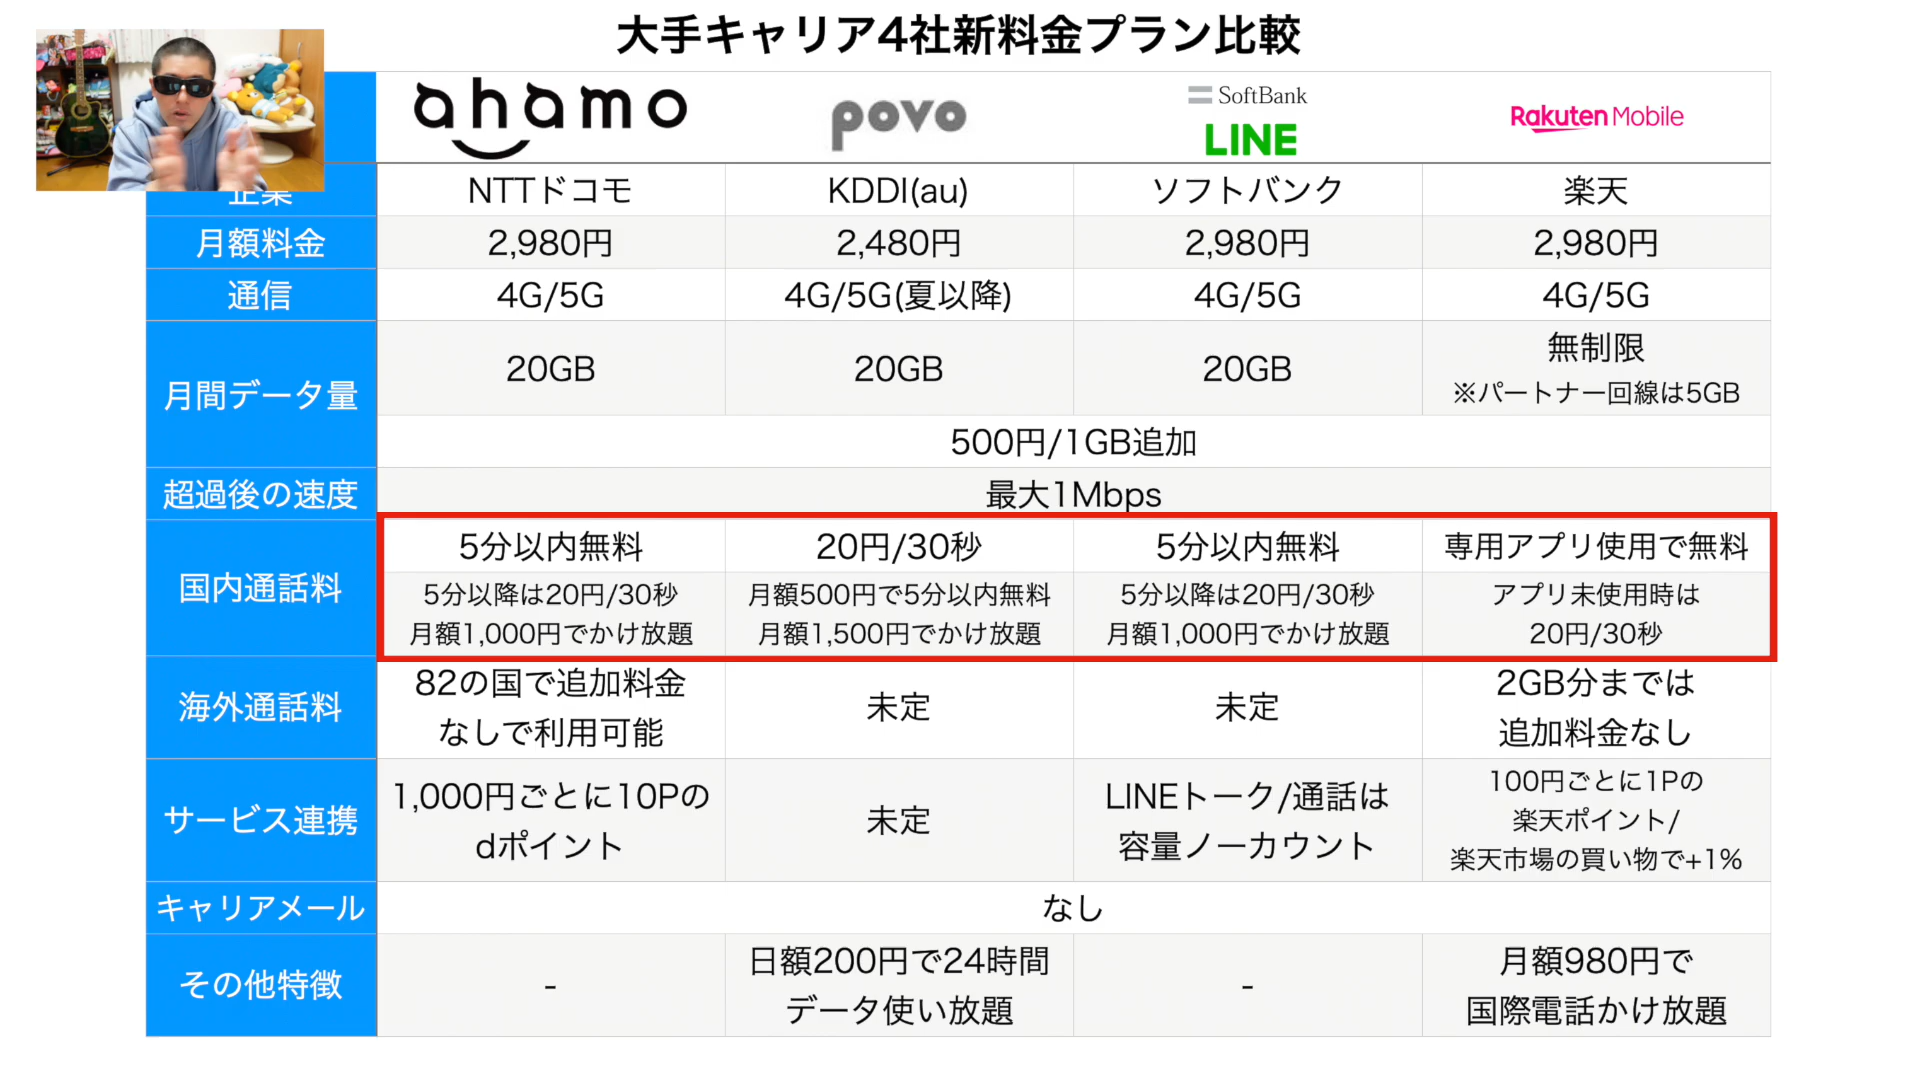 大手キャリア4社新料金プラン比較
ahamo
povo
SoftBank
LINE
Rakuten Mobile
企業
NTTドコモ
KDDI(au)
ソフトバンク
楽天
月額料金
2,980円
2,480円
2,980円
2,980円
通信
4G/5G
4G/5G(夏以降)
4G/5G
4G/5G
月間データ量
20GB
20GB
20GB
無制限
※パートナー回線は5GB
500円/1GB追加
超過後の速度
最大1Mbps
国内通話料
5分以内無料
20円/30秒
5分以内無料
専用アプリ使用で無料
5分以降は20円/30秒
月額1,000円でかけ放題
月額500円で5分以内無料
月額1,500円でかけ放題
5分以降は20円/30秒
月額1,000円でかけ放題
アプリ未使用時は
20円/30秒
海外通話料
82の国で追加料金
なしで利用可能
未定
未定
2GB分までは
追加料金なし
サービス連携
1,000円ごとに10Pの
dポイント
未定
LINEトーク/通話は
容量ノーカウント
100円ごとに1Pの
楽天ポイント/
楽天市場の買い物で+1%
キャリアメール
なし
その他特徴
-
日額200円で24時間
データ使い放題
-
月額980円で
国際電話かけ放題